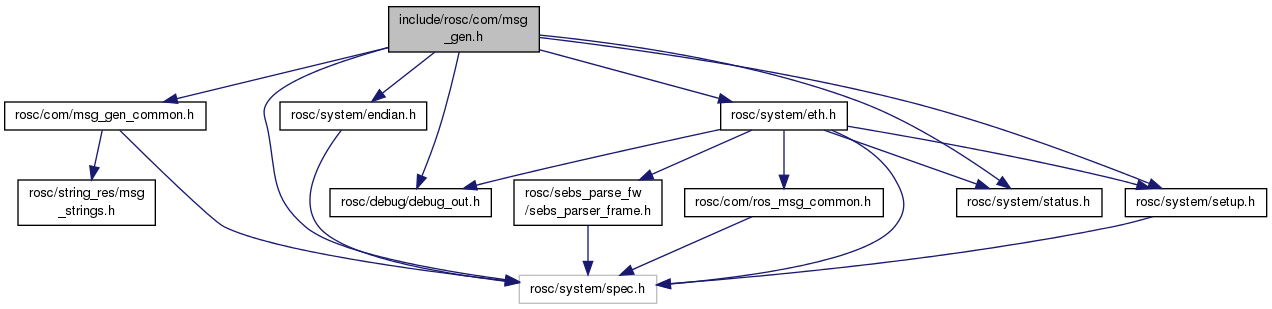 include/rosc/com/msg
_gen.h
rosc/com/msg_gen_common.h
rosc/system/endian.h
rosc/system/eth.h
rosc/string_res/msg
_strings.h
rosc/debug/debug_out.h
rosc/sebs_parse_fw
/sebs_parser_frame.h
rosc/com/ros_msg_common.h
rosc/system/status.h
rosc/system/setup.h
rosc/system/spec.h